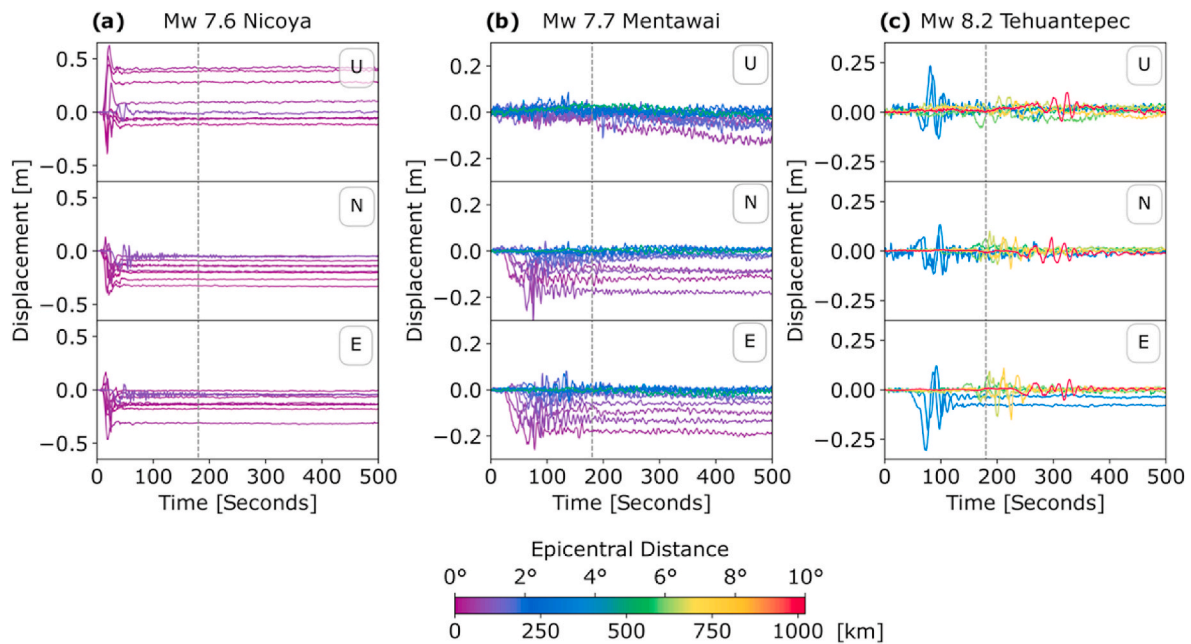 (a) Mw 7.6 Nicoya
(b) Mw 7.7 Mentawai
(c) Mw 8.2 Tehuantepec
0.5
0.0
−0.5
U
0.5
0.0
−0.5
N
0.5
0.0
−0.5
E
Displacement [m]
0 100 200 300 400 500
Time [Seconds]
0.2
0.0
−0.2
U
0.2
0.0
−0.2
N
0.2
0.0
−0.2
E
Displacement [m]
0 100 200 300 400 500
Time [Seconds]
0.25
0.00
−0.25
U
0.25
0.00
−0.25
N
0.25
0.00
−0.25
E
Displacement [m]
0 100 200 300 400 500
Time [Seconds]
Epicentral Distance
0° 2° 4° 6° 8° 10°
0 250 500 750 1000 [km]